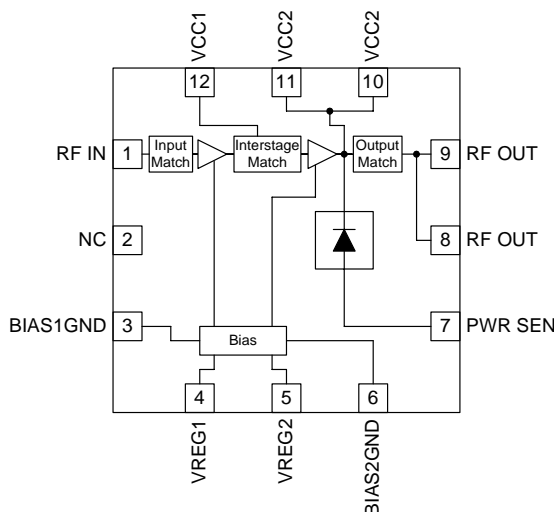 VCC1
VCC2
VCC2
12
11
10
RF IN
1
Input
Match
Interstage
Match
Output
Match
9
RF OUT
NC
2
8
RF OUT
BIAS1GND
3
Bias
7
PWR SEN
4
5
6
VREG1
VREG2
BIAS2GND